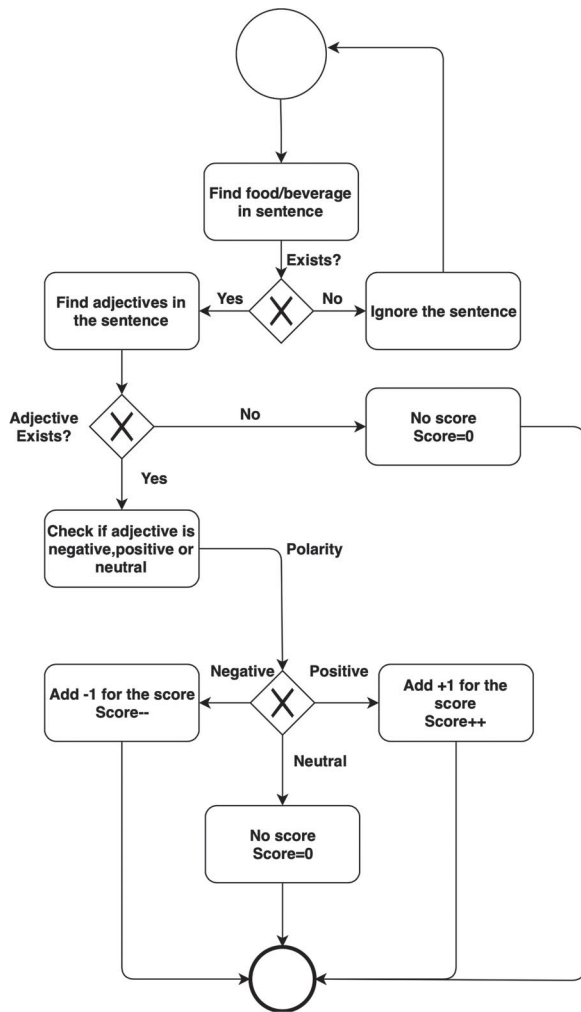 Find food/beverage
in sentence
Exists?
Find adjectives in
the sentence
Yes
No
Ignore the sentence
Adjective
Exists?
No
No score
Score=0
Yes
Check if adjective is
negative,positive or
neutral
Polarity
Negative
Positive
Add -1 for the score
Score--
Add +1 for the
score
Score++
Neutral
No score
Score=0